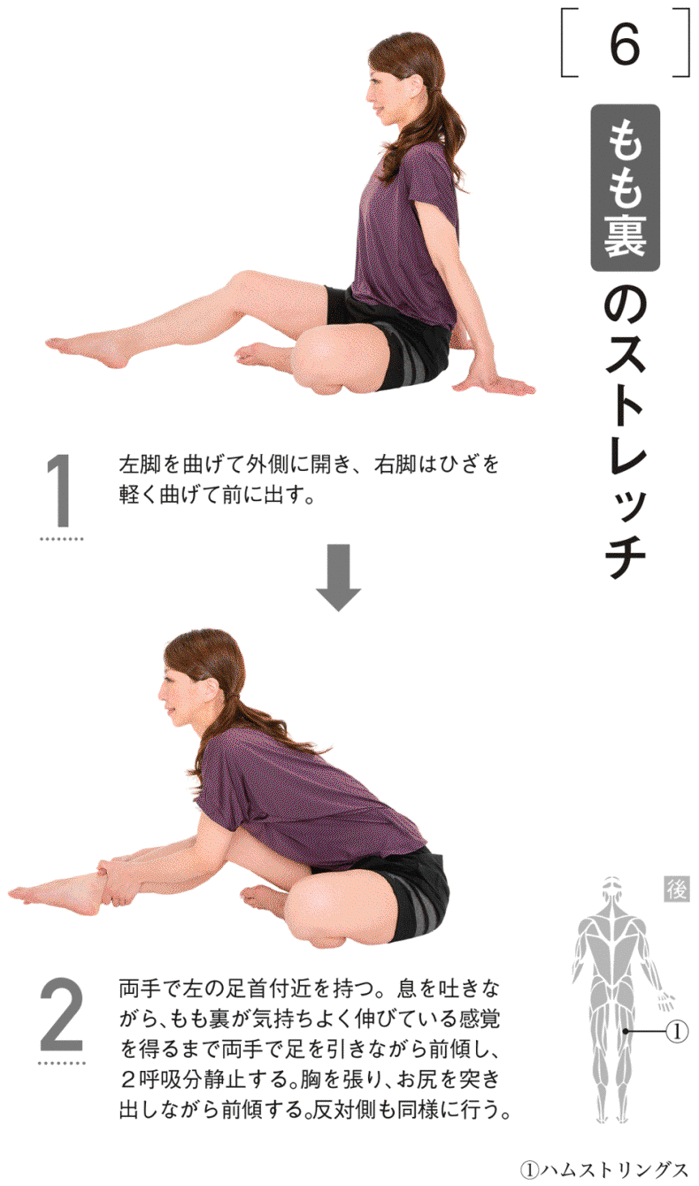 [6]
もも裏のストレッチ
1
左脚を曲げて外側に開き、右脚はひざを
軽く曲げて前に出す。
2
両手で左の足首付近を持つ。息を吐きな
がら、もも裏が気持ちよく伸びている感覚
を得るまで両手で足を引きながら前傾し、
2呼吸分静止する。胸を張り、お尻を突き
出しながら前傾する。反対側も同様に行う。
後
①
①ハムストリングス